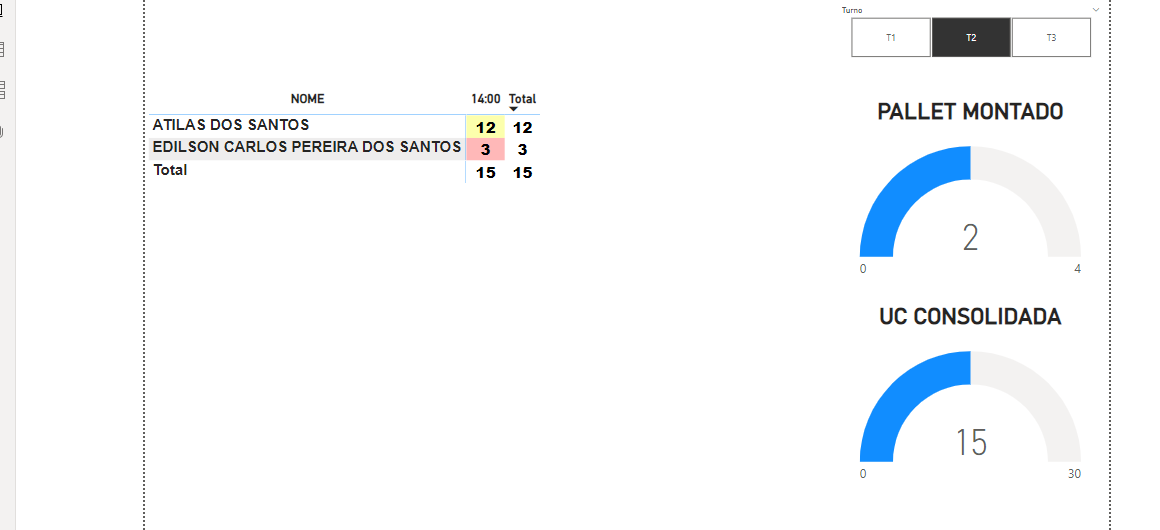 Turno
T1 T2 T3
NOME 14:00 Total
ATILAS DOS SANTOS 12 12
EDILSON CARLOS PEREIRA DOS SANTOS 3 3
Total 15 15
PALLET MONTADO
2
0 4
UC CONSOLIDADA
15
0 30